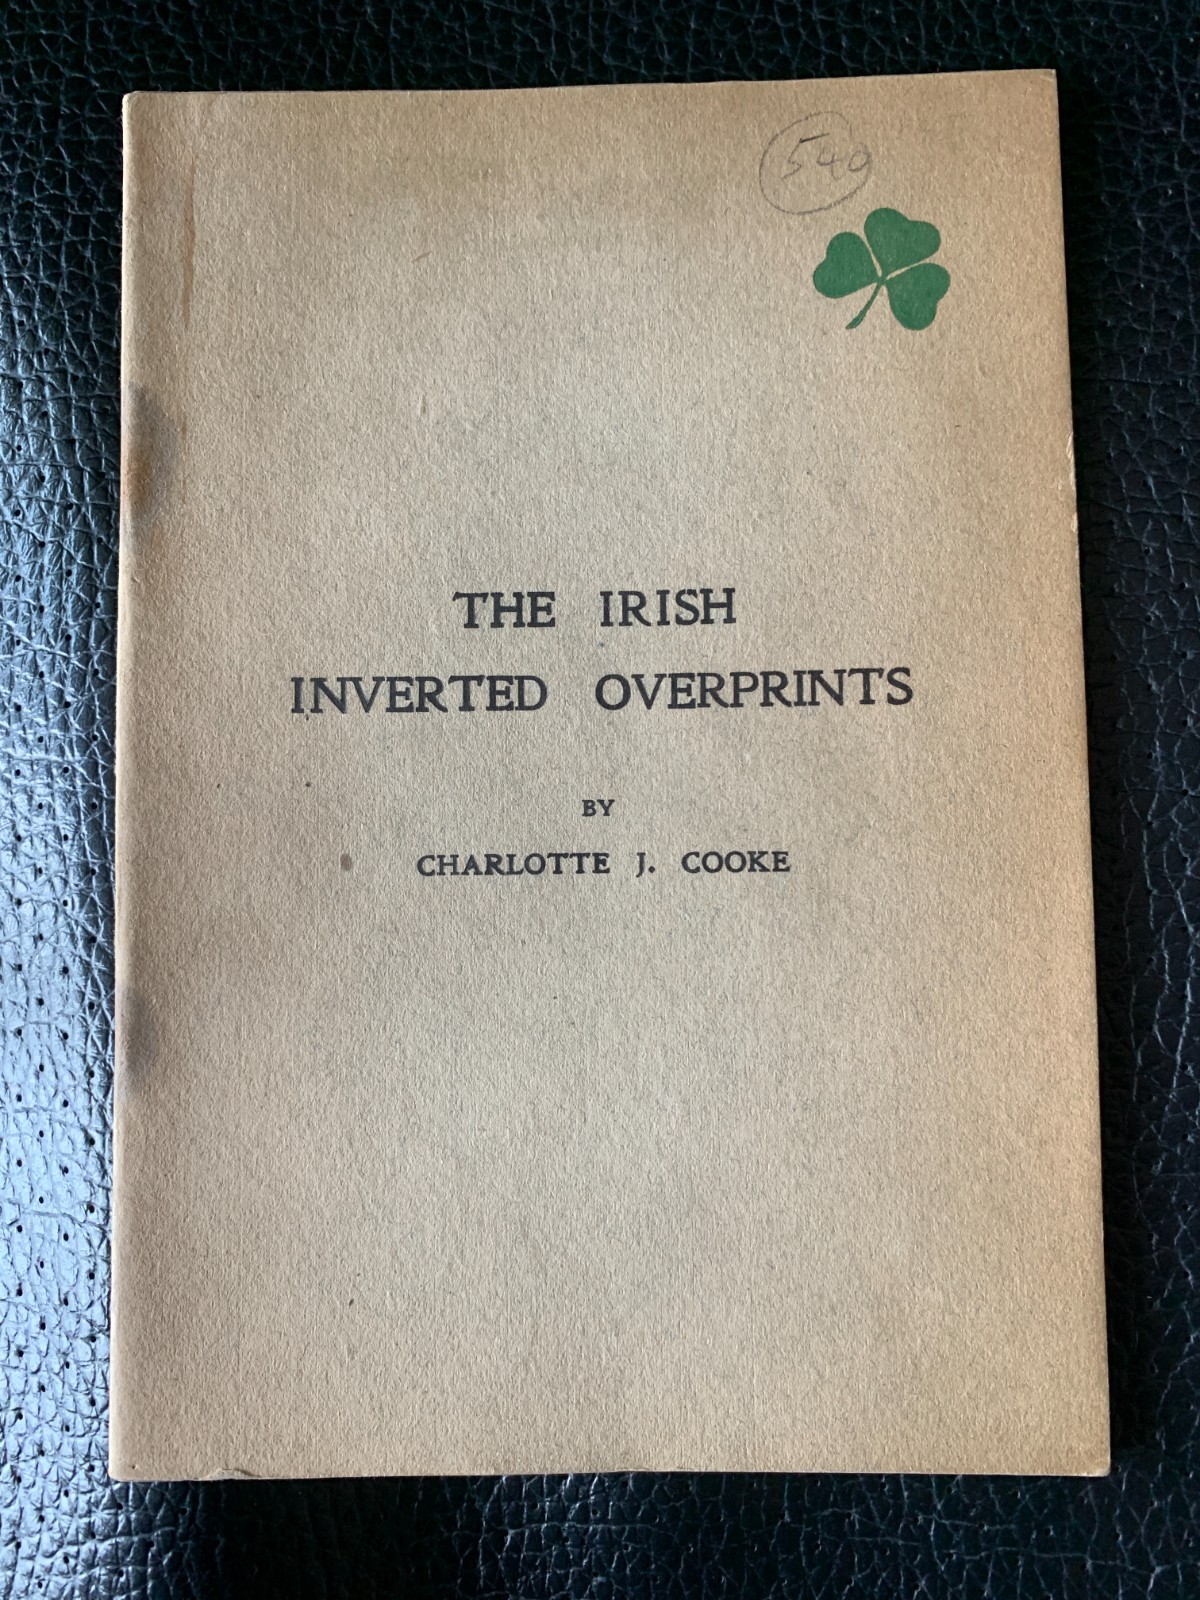 540
THE IRISH
INVERTED OVERPRINTS
BY
CHARLOTTE J. COOKE